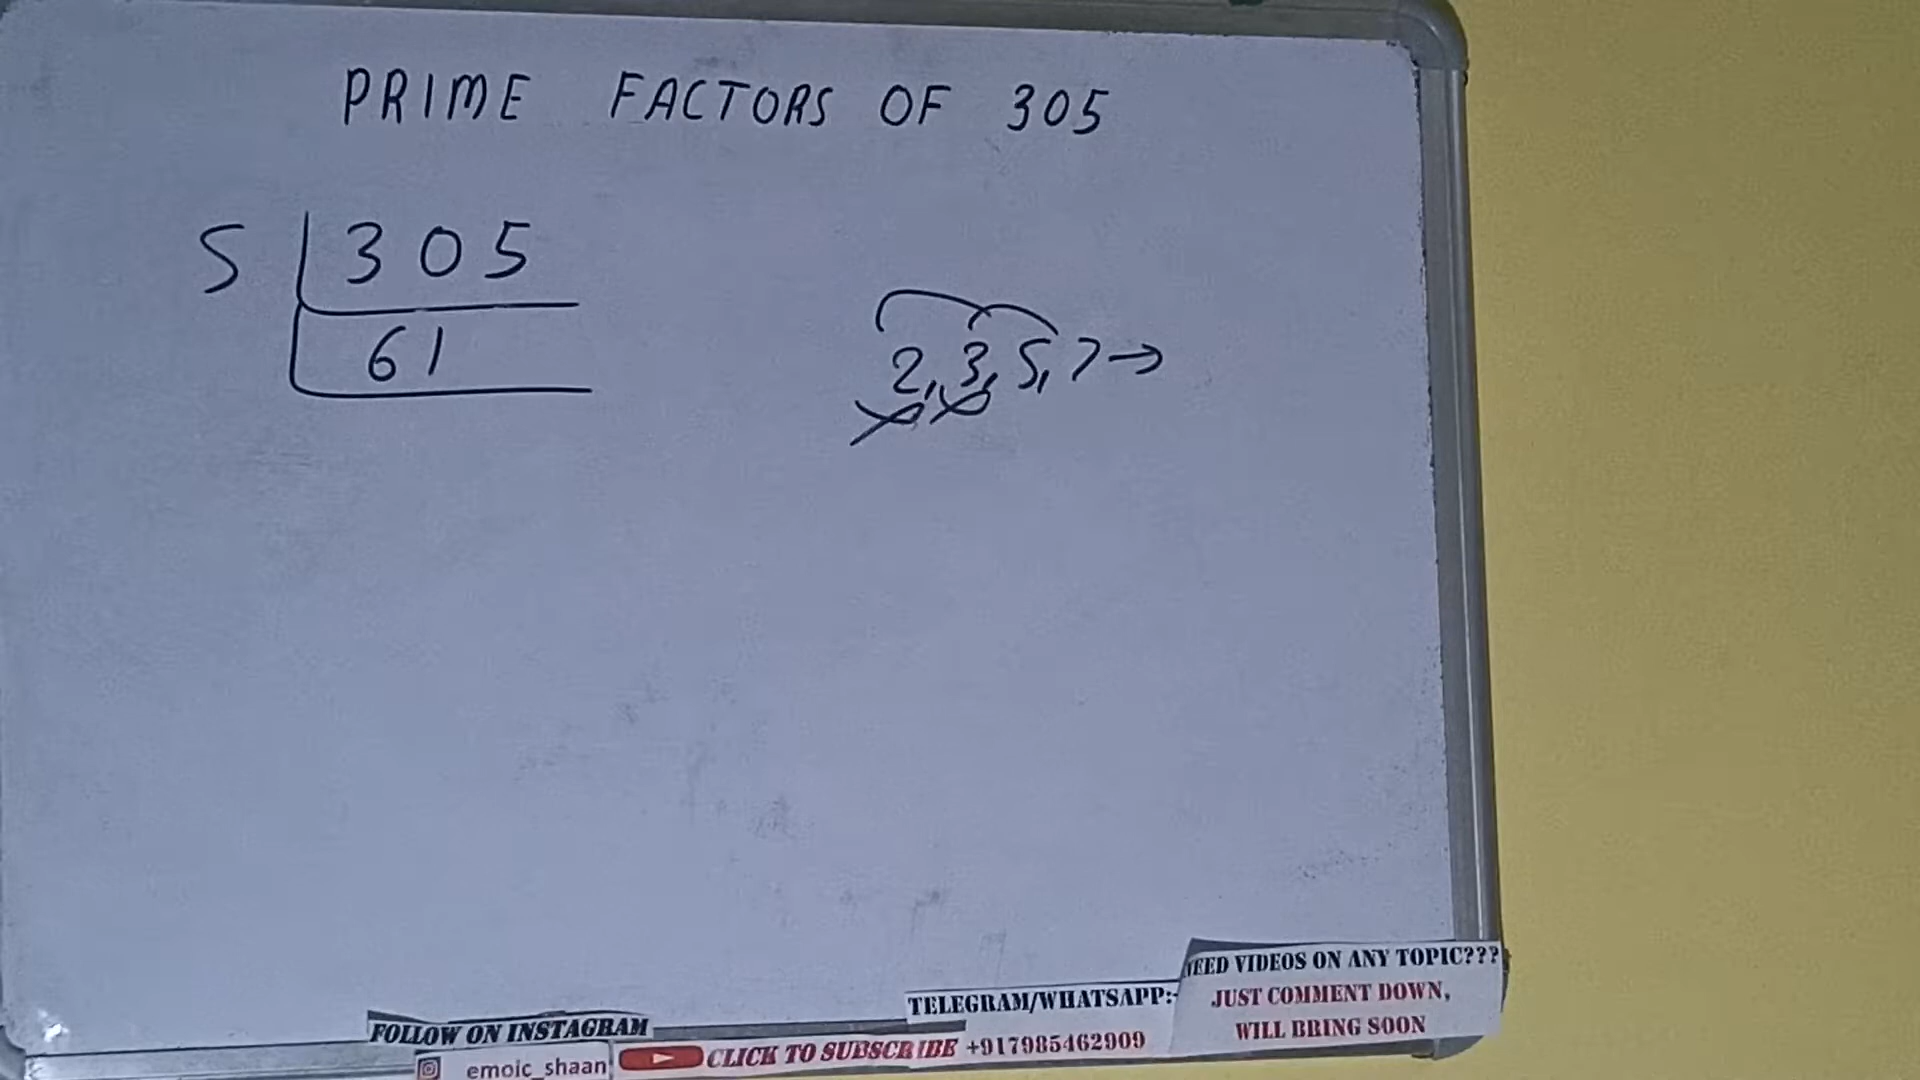 PRIME FACTORS OF 305
5 305
61
2, 3, 5, 7→
NEED VIDEOS ON ANY TOPIC???
JUST COMMENT DOWN,
WILL BRING SOON
TELEGRAM/WHATSAPP:-
+917985462909
FOLLOW ON INSTAGRAM
emoic_shaan
CLICK TO SUBSCRIBE